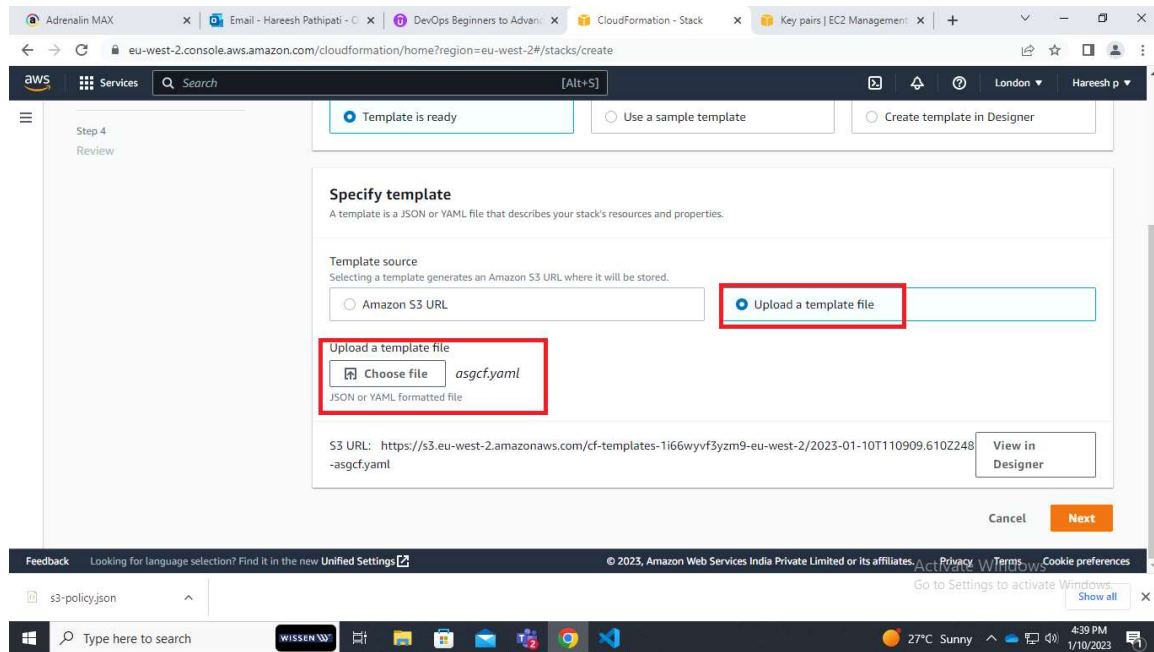 Adrenalin MAX
Email - Hareesh Pathipati - O
DevOps Beginners to Advanc
CloudFormation - Stack
Key pairs | EC2 Management
eu-west-2.console.aws.amazon.com/cloudformation/home?region=eu-west-2#/stacks/create
aws Services Search [Alt+S] London Hareesh p
Template is ready Use a sample template Create template in Designer
Step 4
Review
Specify template
A template is a JSON or YAML file that describes your stack's resources and properties.
Template source
Selecting a template generates an Amazon S3 URL where it will be stored.
Amazon S3 URL Upload a template file
Upload a template file
Choose file asgcf.yaml
JSON or YAML formatted file
S3 URL: https://s3.eu-west-2.amazonaws.com/cf-templates-1i66wyvf3yzm9-eu-west-2/2023-01-10T110909.610Z248
-asgcf.yaml
View in
Designer
Cancel Next
Feedback Looking for language selection? Find it in the new Unified Settings © 2023, Amazon Web Services India Private Limited or its affiliates. Privacy Terms Cookie preferences
Activate Windows
Go to Settings to activate Windows.
s3-policy.json Show all
Type here to search WISSEN 27°C Sunny 4:39 PM
1/10/2023